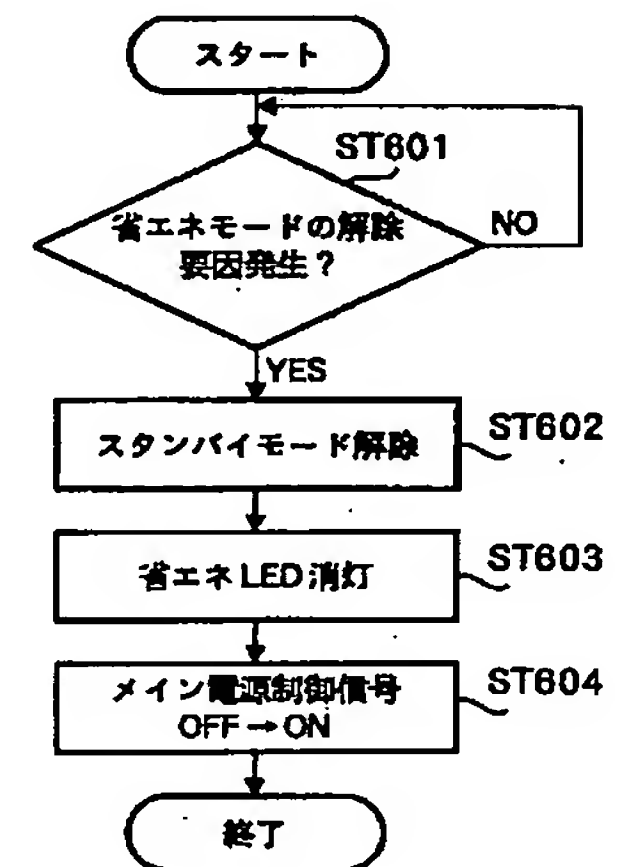 スタート
ST601
省エネモードの解除
要因発生？
NO
YES
スタンバイモード解除
ST602
省エネLED消灯
ST603
メイン電源制御信号
OFF→ON
ST604
終了